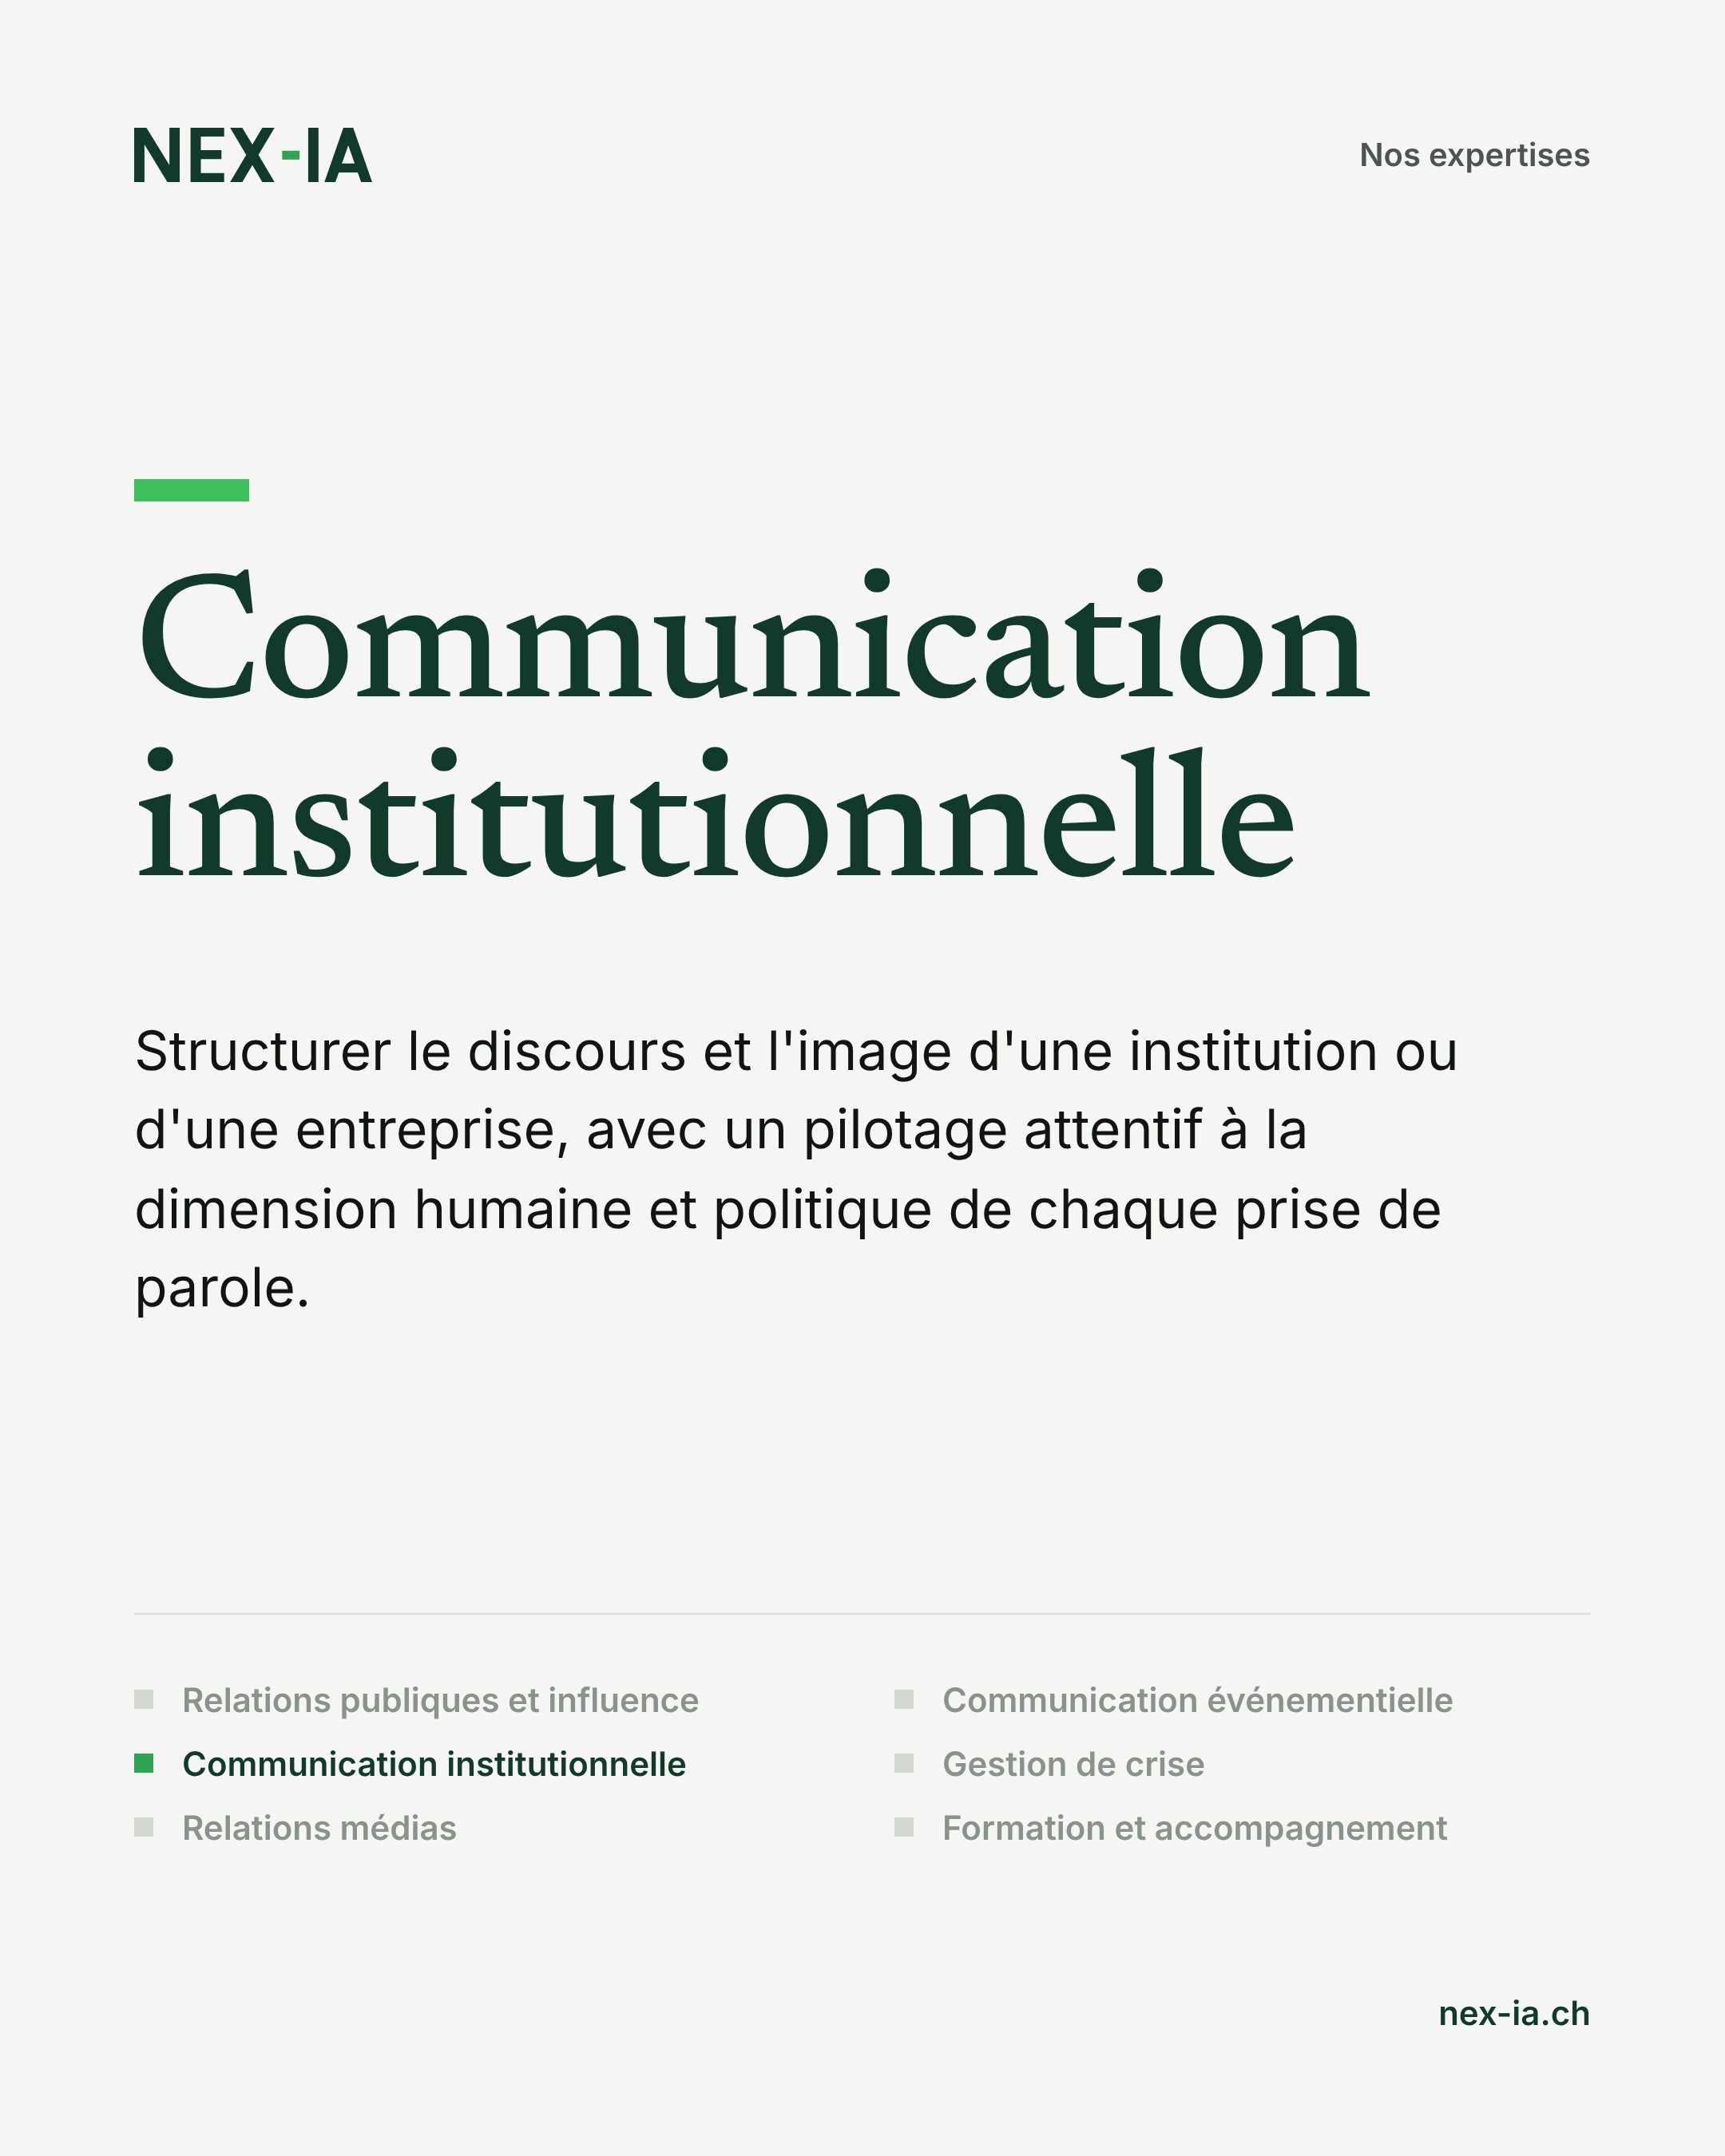 NEX-IA
Nos expertises
Communication
institutionnelle
Structurer le discours et l'image d'une institution ou
d'une entreprise, avec un pilotage attentif à la
dimension humaine et politique de chaque prise de
parole.
Relations publiques et influence
Communication institutionnelle
Relations médias
Communication événementielle
Gestion de crise
Formation et accompagnement
nex-ia.ch